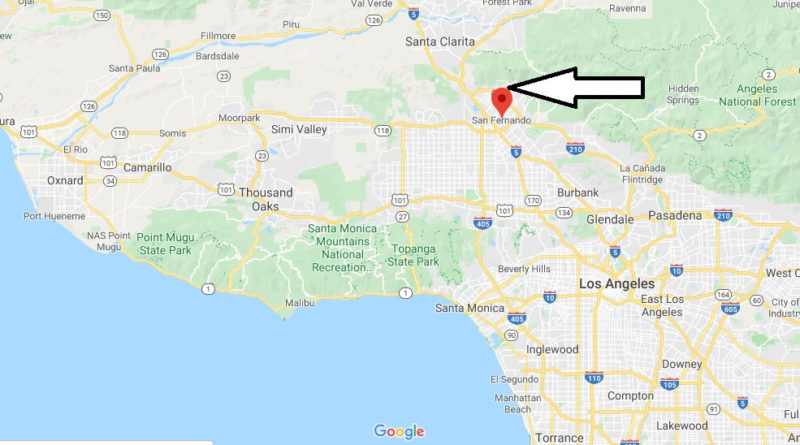 Ojai
Val Verde
5
Forest Park
Ravenna
Juniper
Piru
Fillmore
Santa Clarita
Bardsdale
Santa Paula
2
Hidden
Springs
Angeles
National Forest
San Fernando
Moorpark
Simi Valley
118
118
ura
Somis
23
2
El Rio
101
Camarillo
210
5
La Cañada
Flintridge
Oxnard
34
101
Thousand
Oaks
101
170
Burbank
Port Hueneme
27
405
101
134
Glendale
Pasadena
210
NAS Point
Mugu
Point Mugu
State Park
23
Santa Monica
Mountains
National
Recreation...
Topanga
State Park
5
Beverly Hills
10
West C
1
Malibu
1
Los Angeles
Santa Monica
10
East Los
Angeles
164
605
City of
Industry
405
90
Inglewood
El Segundo
110
105
Downey
Manhattan
Beach
Compton
5
Lakewood
Torrance
Google